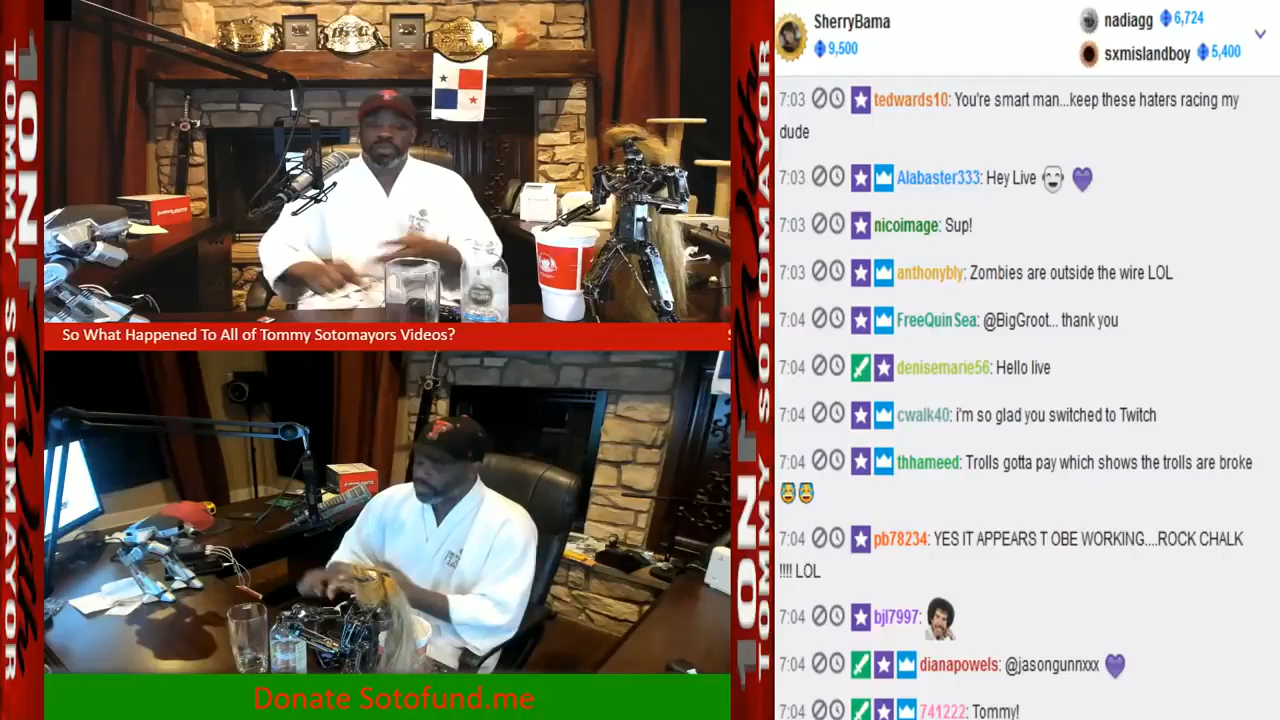 1ON1 With
TOMMY SOTOMAYOR
So What Happened To All of Tommy Sotomayors Videos?
Donate Sotofund.me
1ON1 With
TOMMY SOTOMAYOR
SherryBama
9,500
nadiagg 6,724
sxmislandboy 5,400
7:03 tedwards10: You're smart man...keep these haters racing my
dude
7:03 Alabaster333: Hey Live
7:03 nicoimage: Sup!
7:03 anthonybly: Zombies are outside the wire LOL
7:04 FreeQuinSea: @BigGroot... thank you
7:04 denisemarie56: Hello live
7:04 cwalk40: i'm so glad you switched to Twitch
7:04 thhameed: Trolls gotta pay which shows the trolls are broke
7:04 pb78234: YES IT APPEARS T OBE WORKING....ROCK CHALK
!!!! LOL
7:04 bjl7997:
7:04 dianapowels: @jasongunnxxx
7:04 741222: Tommy!